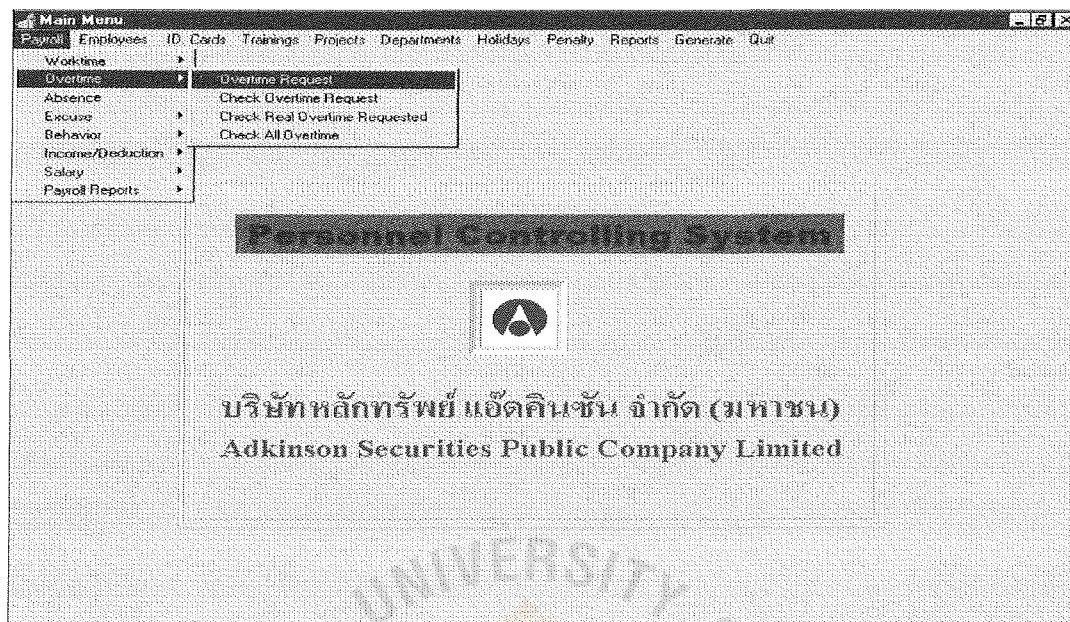 Main Menu
Payroll Employees ID Cards Trainings Projects Departments Holidays Penalty Reports Generate Quit
Worktime
Overtime
Absence
Excuse
Behavior
Income/Deduction
Salary
Payroll Reports
Overtime Request
Check Overtime Request
Check Real Overtime Requested
Check All Overtime
Personnel Controlling System
บริษัทหลักทรัพย์ แอ๊ดคินซัน จำกัด (มหาชน)
Adkinson Securities Public Company Limited
UNIVERSITY